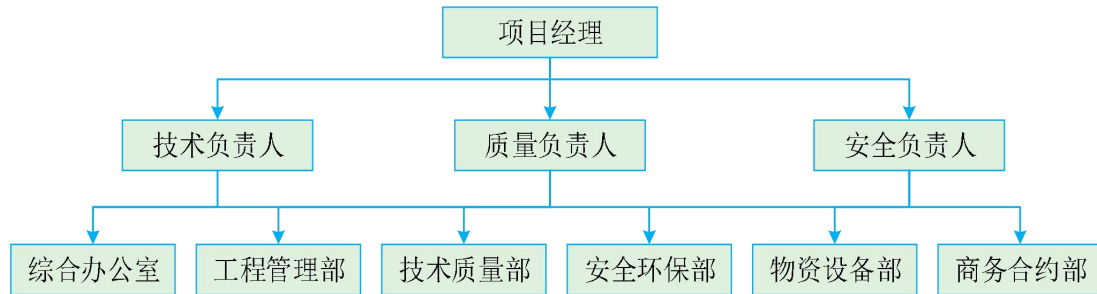 项目经理
技术负责人
质量负责人
安全负责人
综合办公室
工程管理部
技术质量部
安全环保部
物资设备部
商务合约部